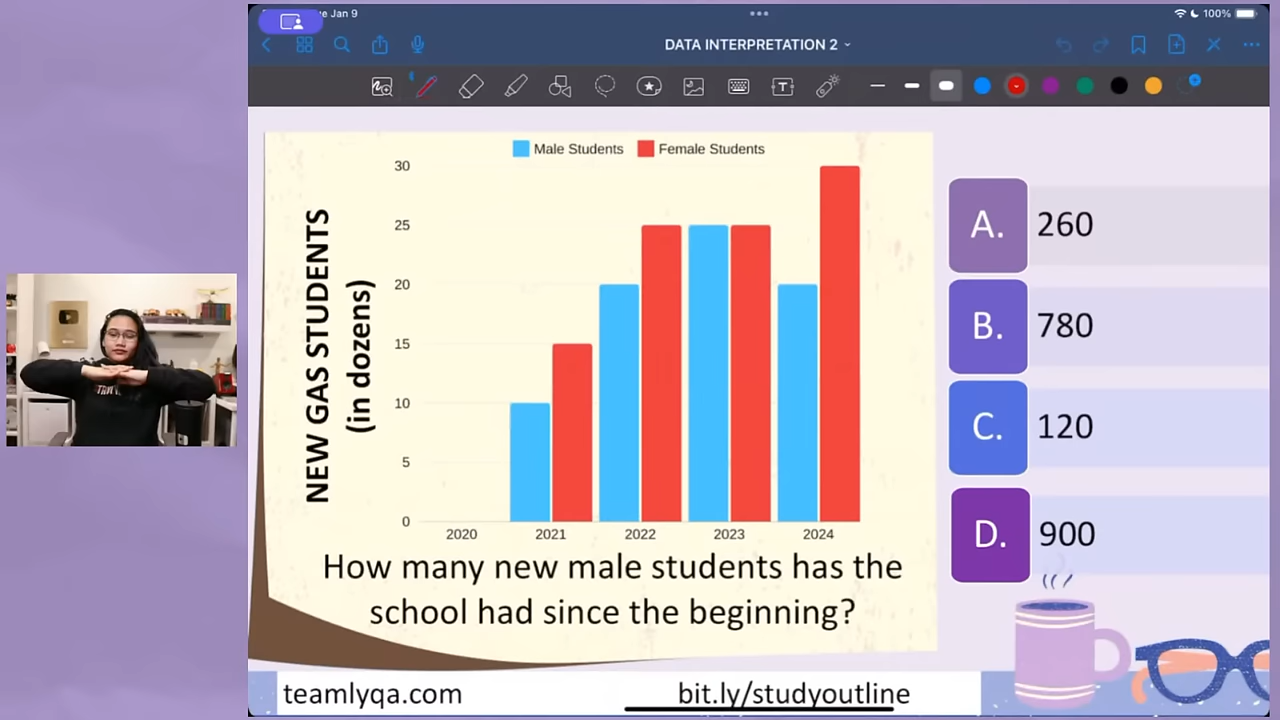 ue Jan 9
100%
DATA INTERPRETATION 2
Male Students Female Students
NEW GAS STUDENTS
(in dozens)
30
25
20
15
10
5
0
2020 2021 2022 2023 2024
How many new male students has the
school had since the beginning?
A. 260
B. 780
C. 120
D. 900
teamlyqa.com bit.ly/studyoutline